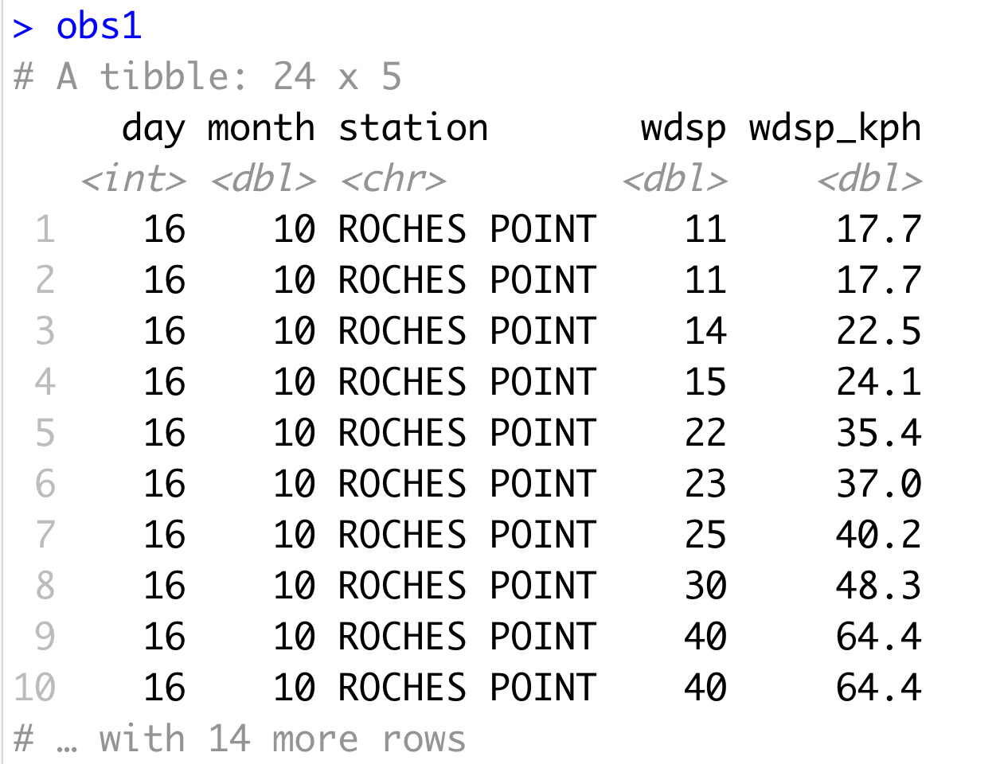 > obs1
# A tibble: 24 x 5
day month station wdsp wdsp_kph
<int> <dbl> <chr> <dbl> <dbl>
1 16 10 ROCHES POINT 11 17.7
2 16 10 ROCHES POINT 11 17.7
3 16 10 ROCHES POINT 14 22.5
4 16 10 ROCHES POINT 15 24.1
5 16 10 ROCHES POINT 22 35.4
6 16 10 ROCHES POINT 23 37.0
7 16 10 ROCHES POINT 25 40.2
8 16 10 ROCHES POINT 30 48.3
9 16 10 ROCHES POINT 40 64.4
10 16 10 ROCHES POINT 40 64.4
# … with 14 more rows